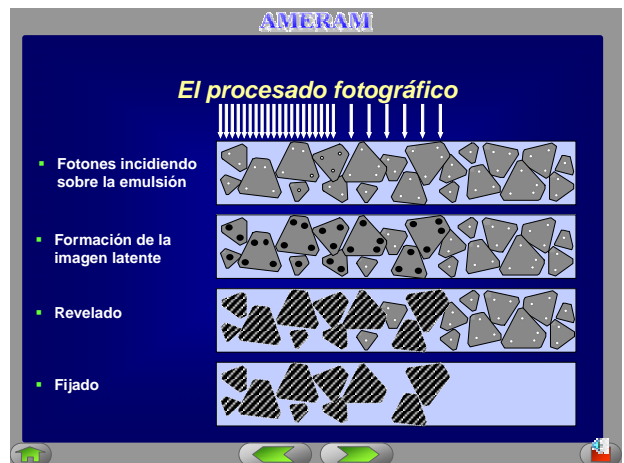 AMERAM
El procesado fotográfico
Fotones incidiendo
sobre la emulsión
Formación de la
imagen latente
Revelado
Fijado